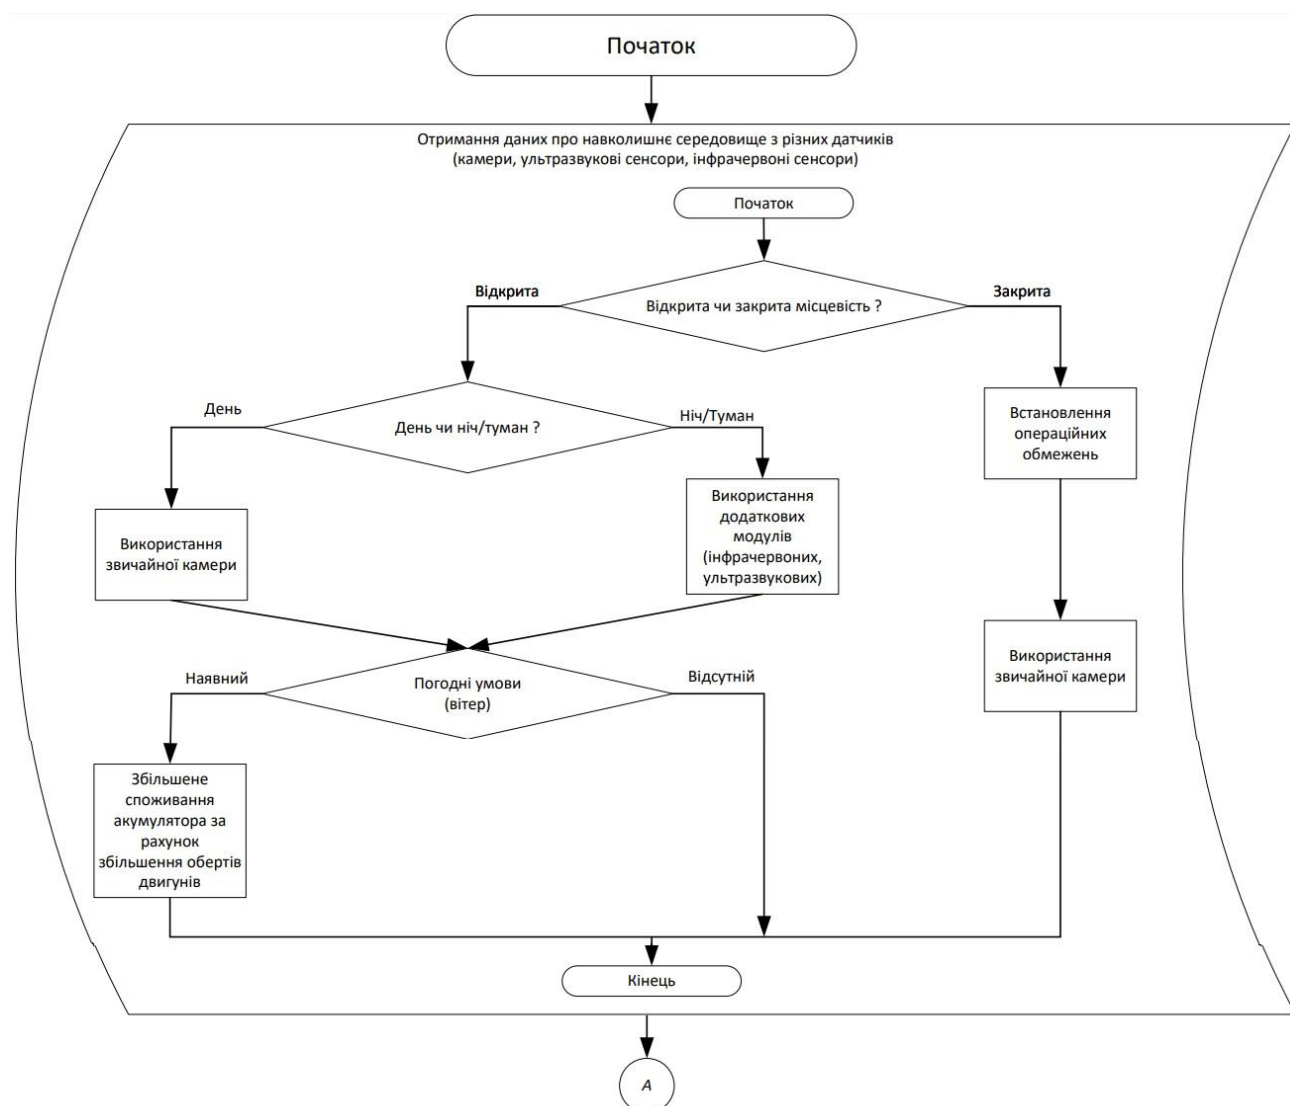 Початок
Отримання даних про навколишнє середовище з різних датчиків
(камери, ультразвукові сенсори, інфрачервоні сенсори)
Початок
Відкрита
Відкрита чи закрита місцевість ?
Закрита
День
День чи ніч/туман ?
Ніч/Туман
Встановлення
операційних
обмежень
Використання
звичайної камери
Використання
додаткових
модулів
(інфрачервоних,
ультразвукових)
Використання
звичайної камери
Наявний
Погодні умови
(вітер)
Відсутній
Збільшене
споживання
акумулятора за
рахунок
збільшення обертів
двигунів
Кінець
А